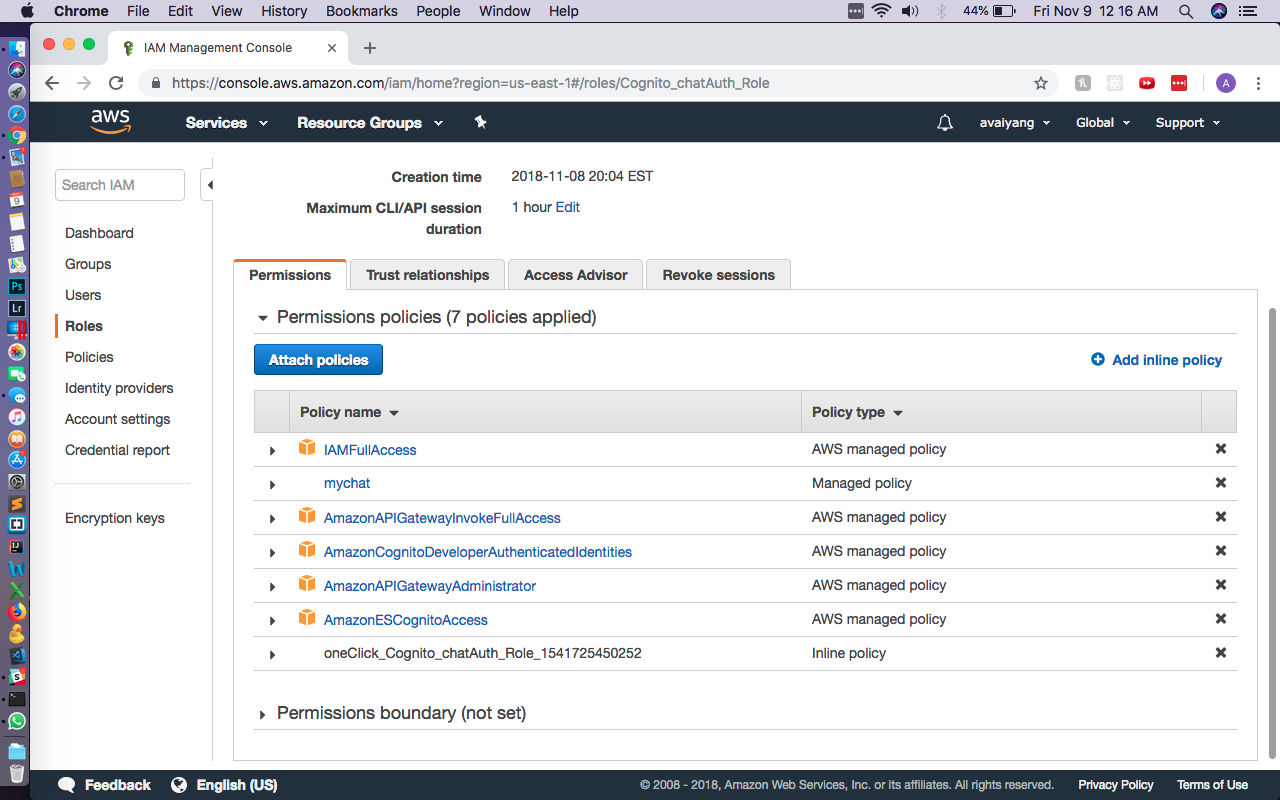 Chrome File Edit View History Bookmarks People Window Help 44% Fri Nov 9 12 16 AM
IAM Management Console
https://console.aws.amazon.com/iam/home?region=us-east-1#/roles/Cognito_chatAuth_Role A
aws Services Resource Groups avaiyang Global Support
Search IAM
Dashboard
Groups
Users
Roles
Policies
Identity providers
Account settings
Credential report
Encryption keys
Creation time 2018-11-08 20:04 EST
Maximum CLI/API session 1 hour Edit
duration
Permissions Trust relationships Access Advisor Revoke sessions
Permissions policies (7 policies applied)
Attach policies Add inline policy
Policy name Policy type
IAMFullAccess AWS managed policy
mychat Managed policy
AmazonAPIGatewayInvokeFullAccess AWS managed policy
AmazonCognitoDeveloperAuthenticatedIdentities AWS managed policy
AmazonAPIGatewayAdministrator AWS managed policy
AmazonESCognitoAccess AWS managed policy
oneClick_Cognito_chatAuth_Role_1541725450252 Inline policy
Permissions boundary (not set)
Feedback English (US) © 2008 - 2018, Amazon Web Services, Inc. or its affiliates. All rights reserved. Privacy Policy Terms of Use
9
Ps
Lr